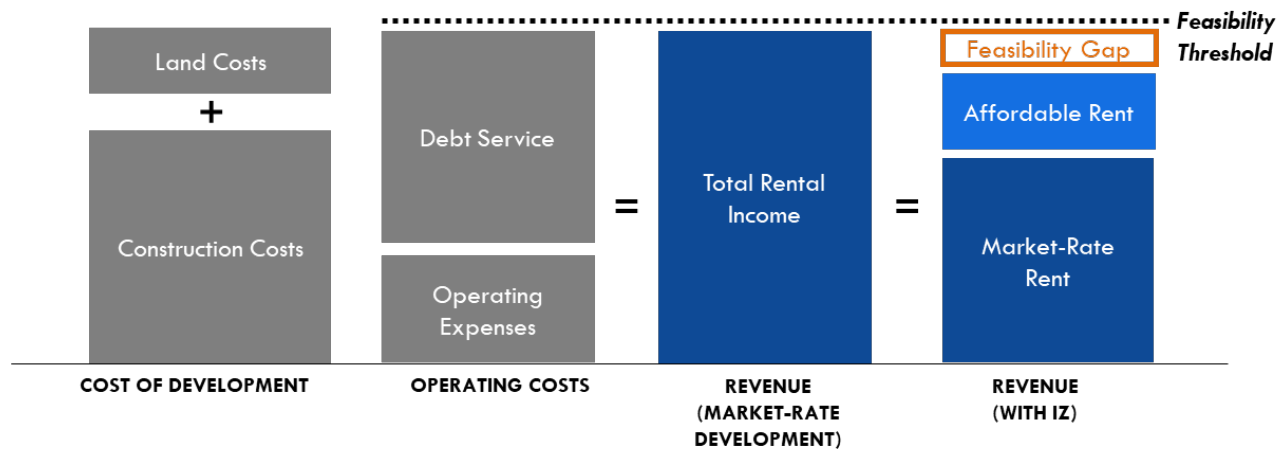 Land Costs
+
Construction Costs
COST OF DEVELOPMENT
Debt Service
Operating
Expenses
OPERATING COSTS
=
Total Rental
Income
REVENUE
(MARKET-RATE
DEVELOPMENT)
=
Feasibility Gap
Affordable Rent
Market-Rate
Rent
REVENUE
(WITH IZ)
Feasibility
Threshold